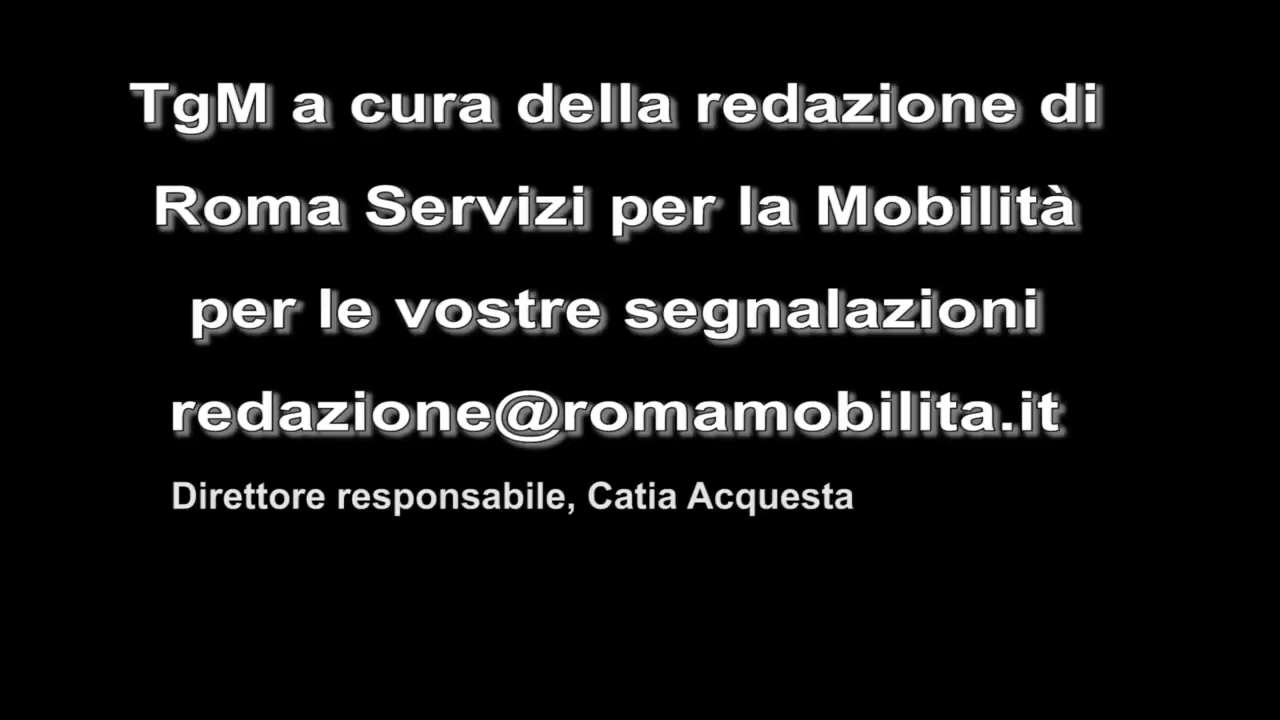 TgM a cura della redazione di
Roma Servizi per la Mobilità
per le vostre segnalazioni
redazione@romamobilita.it
Direttore responsabile, Catia Acquesta